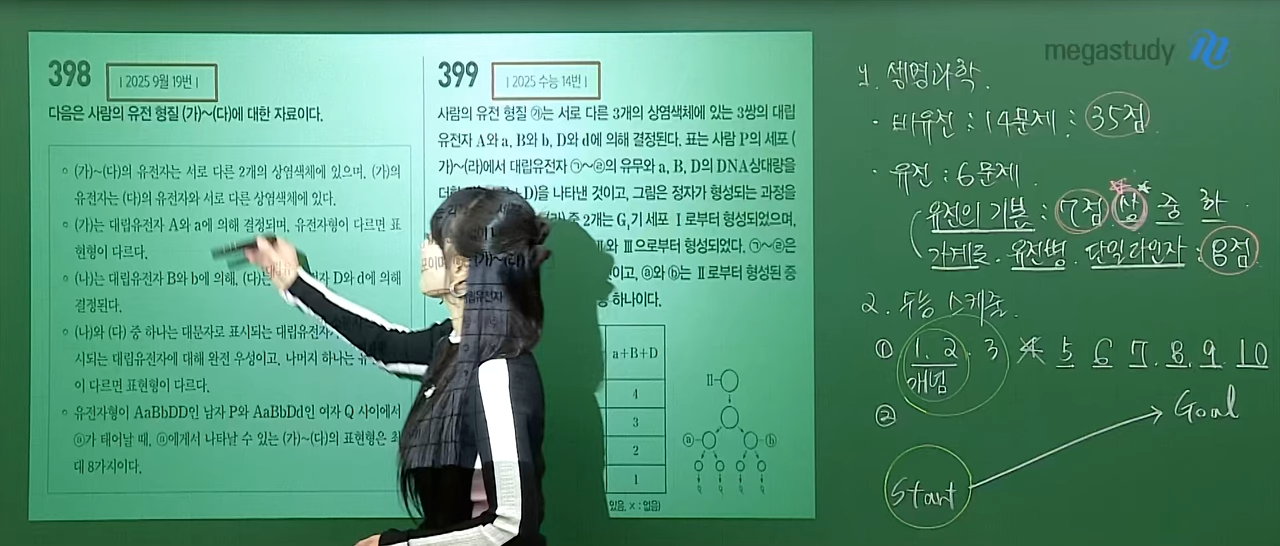 398
| 2025 9월 19번 |
다음은 사람의 유전 형질 (가)~(다)에 대한 자료이다.
◦ (가)~(다)의 유전자는 서로 다른 2개의 상염색체에 있으며, (가)의
유전자는 (다)의 유전자와 서로 다른 상염색체에 있다.
◦ (가)는 대립유전자 A와 a에 의해 결정되며, 유전자형이 다르면 표
현형이 다르다.
◦ (나)는 대립유전자 B와 b에 의해, (다)는 자 D와 d에 의해
결정된다.
◦ (나)와 (다) 중 하나는 대문자로 표시되는 대립유전자가
시되는 대립유전자에 대해 완전 우성이고, 나머지 하나는 유
이 다르면 표현형이 다르다.
◦ 유전자형이 AaBbDD인 남자 P와 AaBbDd인 여자 Q 사이에서
ⓐ가 태어날 때, ⓐ에게서 나타날 수 있는 (가)~(다)의 표현형은 최
대 8가지이다.
399
| 2025 수능 14번 |
사람의 유전 형질 ㉮는 서로 다른 3개의 상염색체에 있는 3쌍의 대립
유전자 A와 a, B와 b, D와 d에 의해 결정된다. 표는 사람 P의 세포 (
가)~(라)에서 대립유전자 ㉠~㉣의 유무와 a, B, D의 DNA 상대량을
더한 D)을 나타낸 것이고, 그림은 정자가 형성되는 과정을
중 2개는 G₁기 세포 Ⅰ로부터 형성되었으며,
와 Ⅲ으로부터 형성되었다. ㉠~㉣은
이고, ⓐ와 ⓑ는 Ⅱ로부터 형성된 중
하나이다.
a+B+D
4
3
2
1
있음, × : 없음)
Ⅱ
ⓐ ⓑ
megastudy
1. 생명과학.
· 비유전 : 14문제 : 35점
· 유전 : 6문제
유전의 기본 : 7점 상 중 하
가계도. 유전병. 단일라인자 : 8점
2. 수능 스케줄.
① 1. 2. 3 4 5 6 7. 8. 9. 10
개념
②
Goal
Start